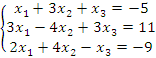 x₁ + 3x₂ + x₃ = −5
3x₁ − 4x₂ + 3x₃ = 11
2x₁ + 4x₂ − x₃ = −9